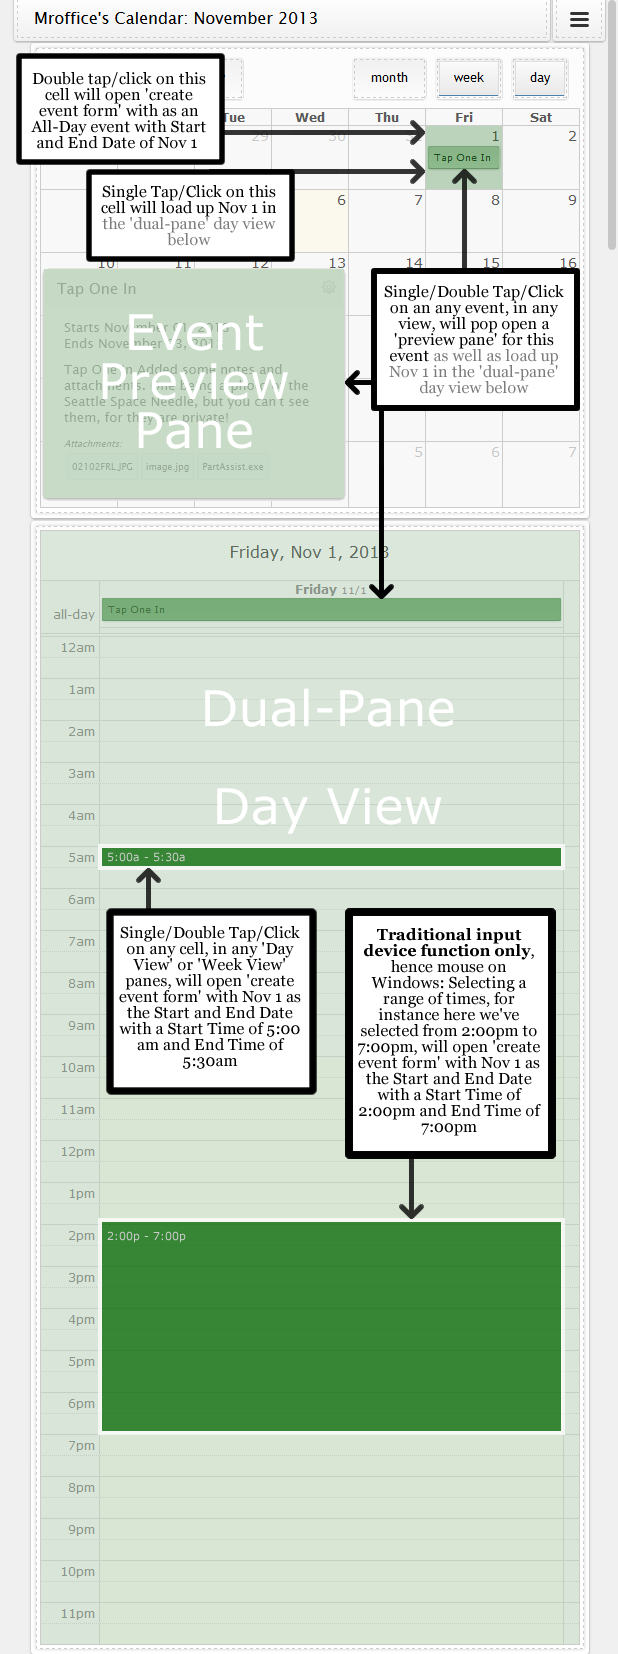 Mroffice's Calendar: November 2013
month week day
Double tap/click on this
cell will open 'create
event form' with as an
All-Day event with Start
and End Date of Nov 1
Tue Wed Thu Fri Sat
29 30 1 2
Tap One In
Single Tap/Click on this
cell will load up Nov 1 in
the 'dual-pane' day view
below
6 7 8 9
10 11 12 13 14 15 16
Single/Double Tap/Click
on an any event, in any
view, will pop open a
'preview pane' for this
event as well as load up
Nov 1 in the 'dual-pane'
day view below
Tap One In
Starts November 01, 2013
Ends November 03, 2013
Tap One In Added some notes and
attachments. One being a photo of the
Seattle Space Needle, but you can't see
them, for they are private!
Attachments:
02102FRL.JPG image.jpg PartAssist.exe
Event
Preview
Pane
5 6 7
Friday, Nov 1, 2013
Friday 11/1
all-day Tap One In
12am
1am
Dual-Pane
2am
3am
Day View
4am
5am 5:00a - 5:30a
6am
7am
8am
9am
10am
11am
12pm
1pm
Single/Double Tap/Click
on any cell, in any 'Day
View' or 'Week View'
panes, will open 'create
event form' with Nov 1 as
the Start and End Date
with a Start Time of 5:00
am and End Time of
5:30am
Traditional input
device function only,
hence mouse on
Windows: Selecting a
range of times, for
instance here we've
selected from 2:00pm to
7:00pm, will open 'create
event form' with Nov 1 as
the Start and End Date
with a Start Time of
2:00pm and End Time of
7:00pm
2pm 2:00p - 7:00p
3pm
4pm
5pm
6pm
7pm
8pm
9pm
10pm
11pm